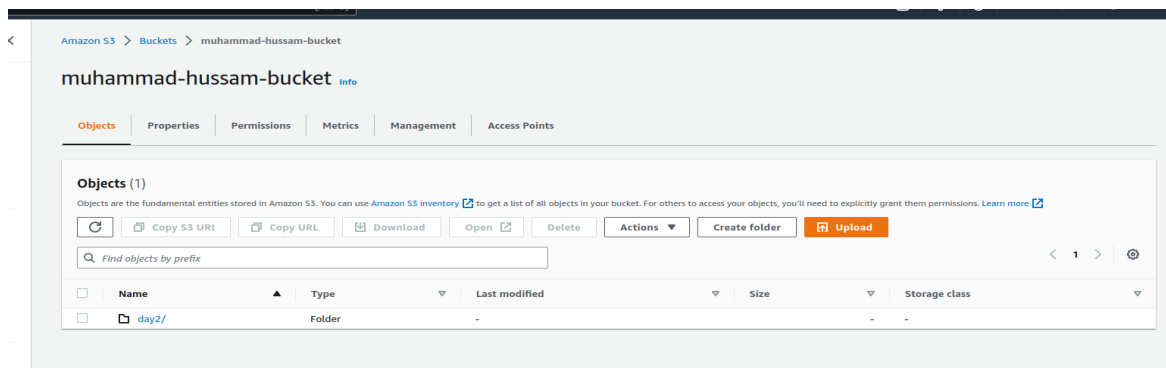 Amazon S3 > Buckets > muhammad-hussam-bucket
muhammad-hussam-bucket Info
Objects Properties Permissions Metrics Management Access Points
Objects (1)
Objects are the fundamental entities stored in Amazon S3. You can use Amazon S3 inventory to get a list of all objects in your bucket. For others to access your objects, you'll need to explicitly grant them permissions. Learn more
Copy S3 URI Copy URL Download Open Delete Actions Create folder Upload
Find objects by prefix
< 1 >
Name Type Last modified Size Storage class
day2/ Folder - - -